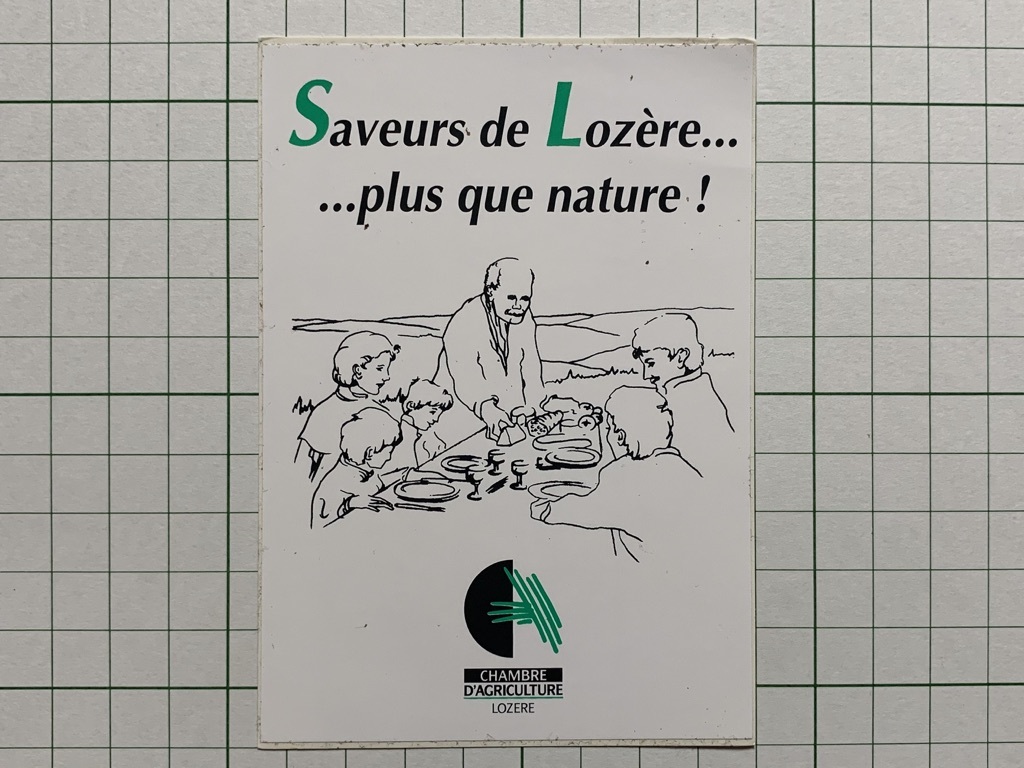 Saveurs de Lozère...
...plus que nature !
CHAMBRE
D'AGRICULTURE
LOZERE